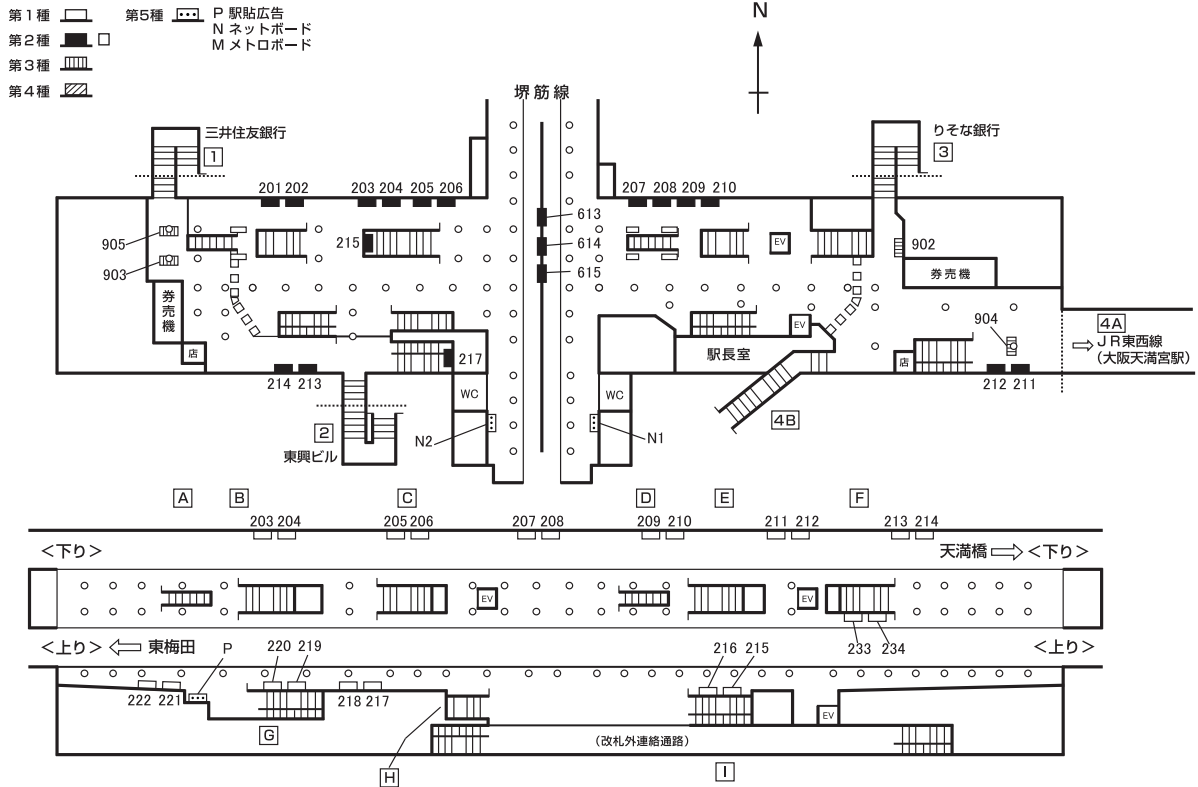 第1種
第2種
第3種
第4種
第5種
P 駅貼広告
N ネットボード
M メトロボード
N
堺筋線
三井住友銀行
1
りそな銀行
3
201 202
203 204
205 206
207 208 209 210
905
903
215
613
614
615
EV
902
券売機
券売機
店
214 213
217
WC
WC
N2
N1
2
東興ビル
駅長室
EV
4B
904
店
212 211
4A
JR東西線
(大阪天満宮駅)
A
B
C
D
E
F
203 204
205 206
207 208
209 210
211 212
213 214
<下り>
天満橋
<下り>
EV
EV
<上り>
東梅田
P
220 219
216 215
233 234
<上り>
222 221
218 217
G
H
(改札外連絡通路)
EV
I